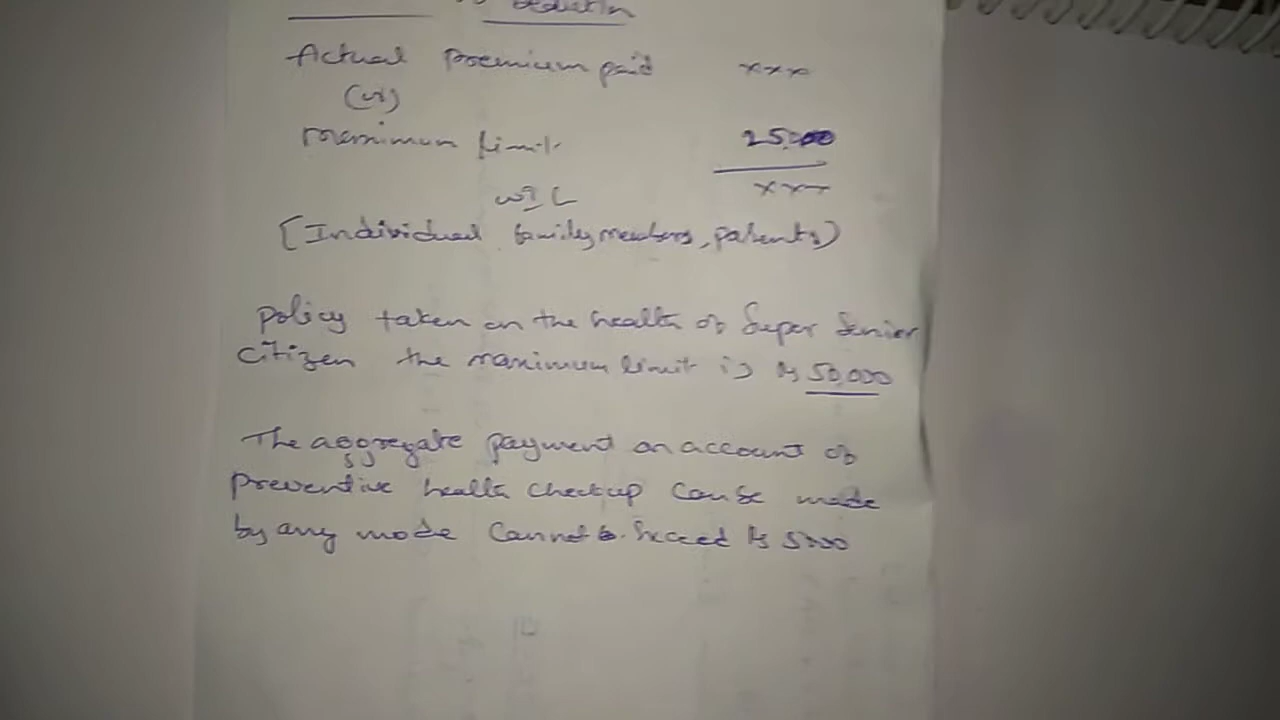 Deduction
Actual premium paid xxx
(or)
Maximum limit 25,000
w.E.L xxx
[Individual family members, parents)
Policy taken on the health of Super Senior
Citizen the maximum limit is Rs 50,000
The aggregate payment on account of
preventive health checkup can be made
by any mode Cannot Exceed Rs 5000